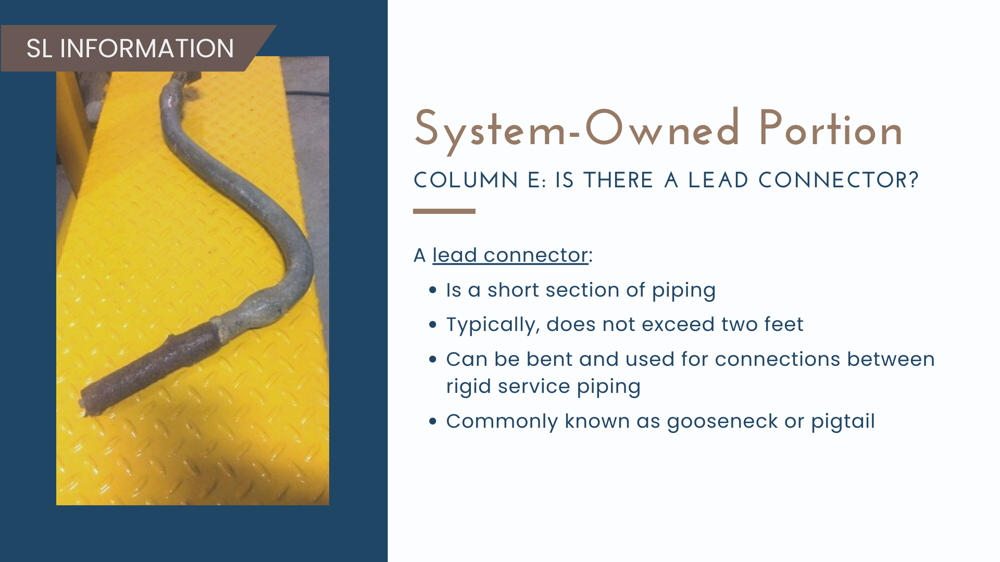 SL INFORMATION
System-Owned Portion
COLUMN E: IS THERE A LEAD CONNECTOR?
A lead connector:
• Is a short section of piping
• Typically, does not exceed two feet
• Can be bent and used for connections between
rigid service piping
• Commonly known as gooseneck or pigtail